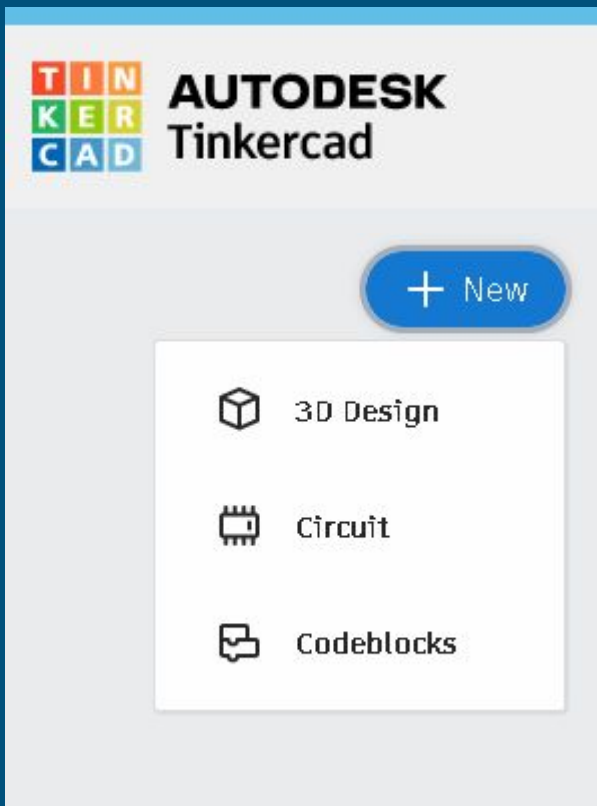 TIN
KER
CAD
AUTODESK
Tinkercad
+ New
3D Design
Circuit
Codeblocks